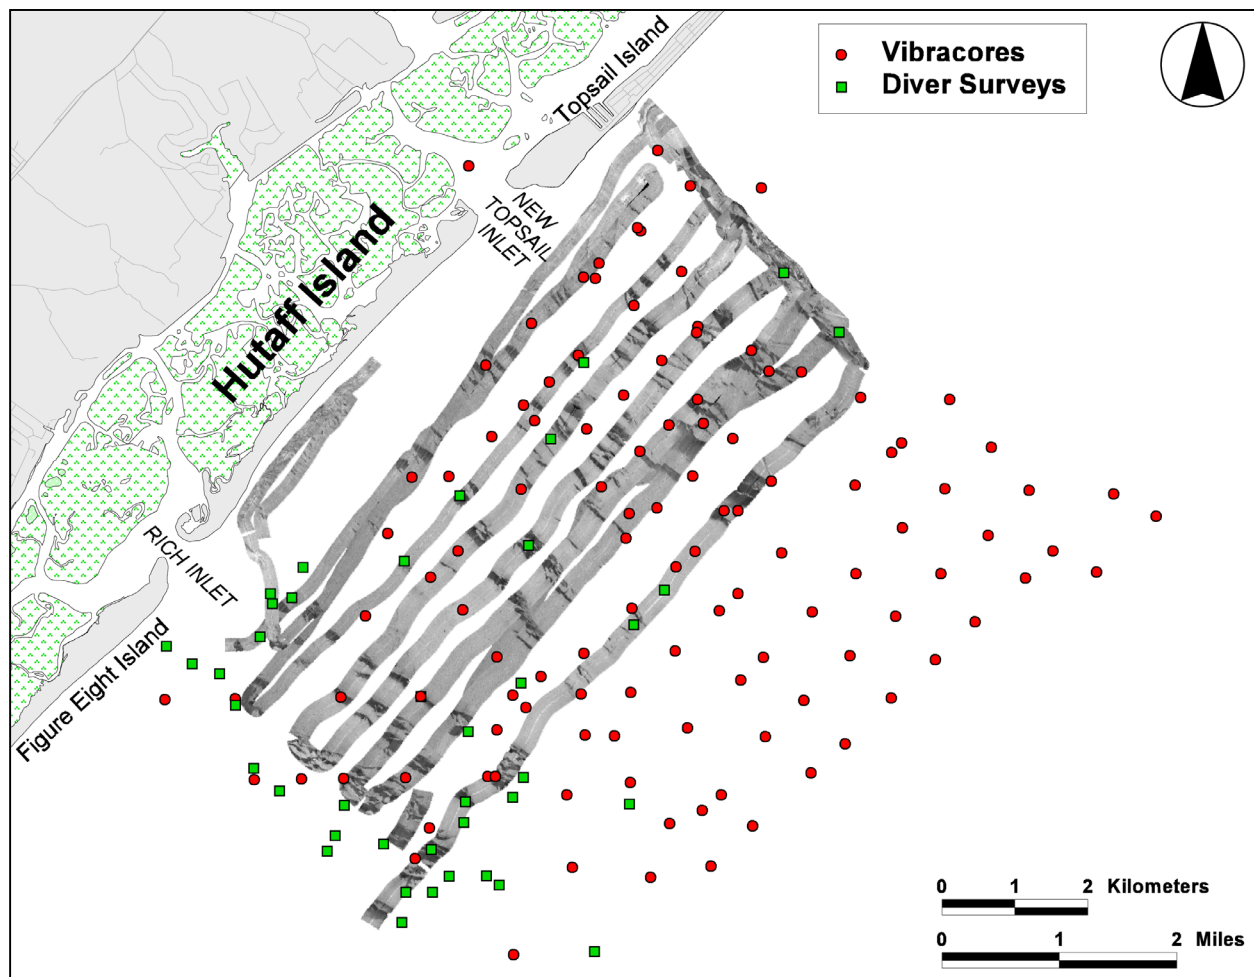 Topsail Island
Vibracores
Diver Surveys
NEW
TOPSAIL
INLET
Hutaff Island
RICH INLET
Figure Eight Island
0 1 2 Kilometers
0 1 2 Miles